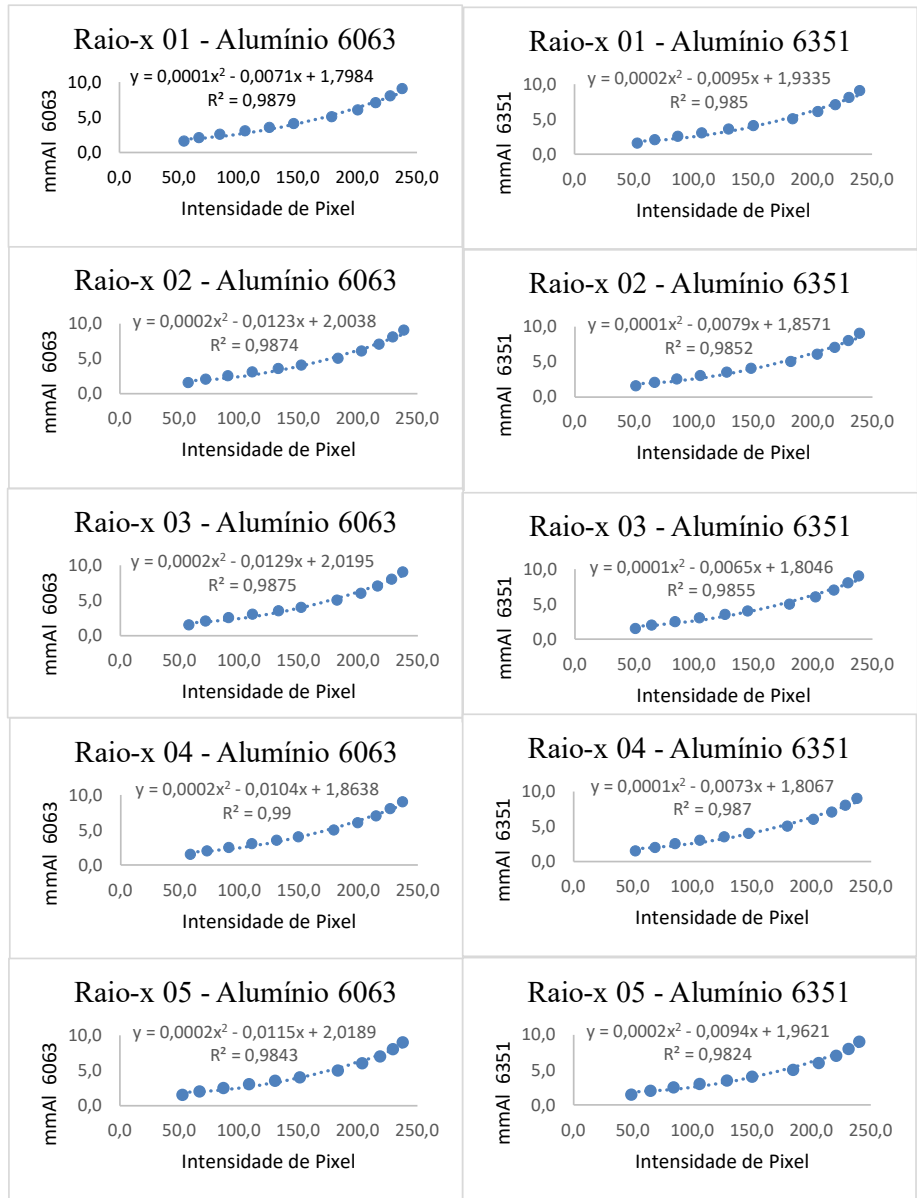 Raio-x 01 - Alumínio 6063
y = 0,0001x² - 0,0071x + 1,7984
R² = 0,9879
10,0
5,0
0,0
0,0 50,0 100,0 150,0 200,0 250,0
mmAl 6063
Intensidade de Pixel
Raio-x 01 - Alumínio 6351
y = 0,0002x² - 0,0095x + 1,9335
R² = 0,985
10,0
5,0
0,0
0,0 50,0 100,0 150,0 200,0 250,0
mmAl 6351
Intensidade de Pixel
Raio-x 02 - Alumínio 6063
y = 0,0002x² - 0,0123x + 2,0038
R² = 0,9874
10,0
5,0
0,0
0,0 50,0 100,0 150,0 200,0 250,0
mmAl 6063
Intensidade de Pixel
Raio-x 02 - Alumínio 6351
y = 0,0001x² - 0,0079x + 1,8571
R² = 0,9852
10,0
5,0
0,0
0,0 50,0 100,0 150,0 200,0 250,0
mmAl 6351
Intensidade de Pixel
Raio-x 03 - Alumínio 6063
y = 0,0002x² - 0,0129x + 2,0195
R² = 0,9875
10,0
5,0
0,0
0,0 50,0 100,0 150,0 200,0 250,0
mmAl 6063
Intensidade de Pixel
Raio-x 03 - Alumínio 6351
y = 0,0001x² - 0,0065x + 1,8046
R² = 0,9855
10,0
5,0
0,0
0,0 50,0 100,0 150,0 200,0 250,0
mmAl 6351
Intensidade de Pixel
Raio-x 04 - Alumínio 6063
y = 0,0002x² - 0,0104x + 1,8638
R² = 0,99
10,0
5,0
0,0
0,0 50,0 100,0 150,0 200,0 250,0
mmAl 6063
Intensidade de Pixel
Raio-x 04 - Alumínio 6351
y = 0,0001x² - 0,0073x + 1,8067
R² = 0,987
10,0
5,0
0,0
0,0 50,0 100,0 150,0 200,0 250,0
mmAl 6351
Intensidade de Pixel
Raio-x 05 - Alumínio 6063
y = 0,0002x² - 0,0115x + 2,0189
R² = 0,9843
10,0
5,0
0,0
0,0 50,0 100,0 150,0 200,0 250,0
mmAl 6063
Intensidade de Pixel
Raio-x 05 - Alumínio 6351
y = 0,0002x² - 0,0094x + 1,9621
R² = 0,9824
10,0
5,0
0,0
0,0 50,0 100,0 150,0 200,0 250,0
mmAl 6351
Intensidade de Pixel